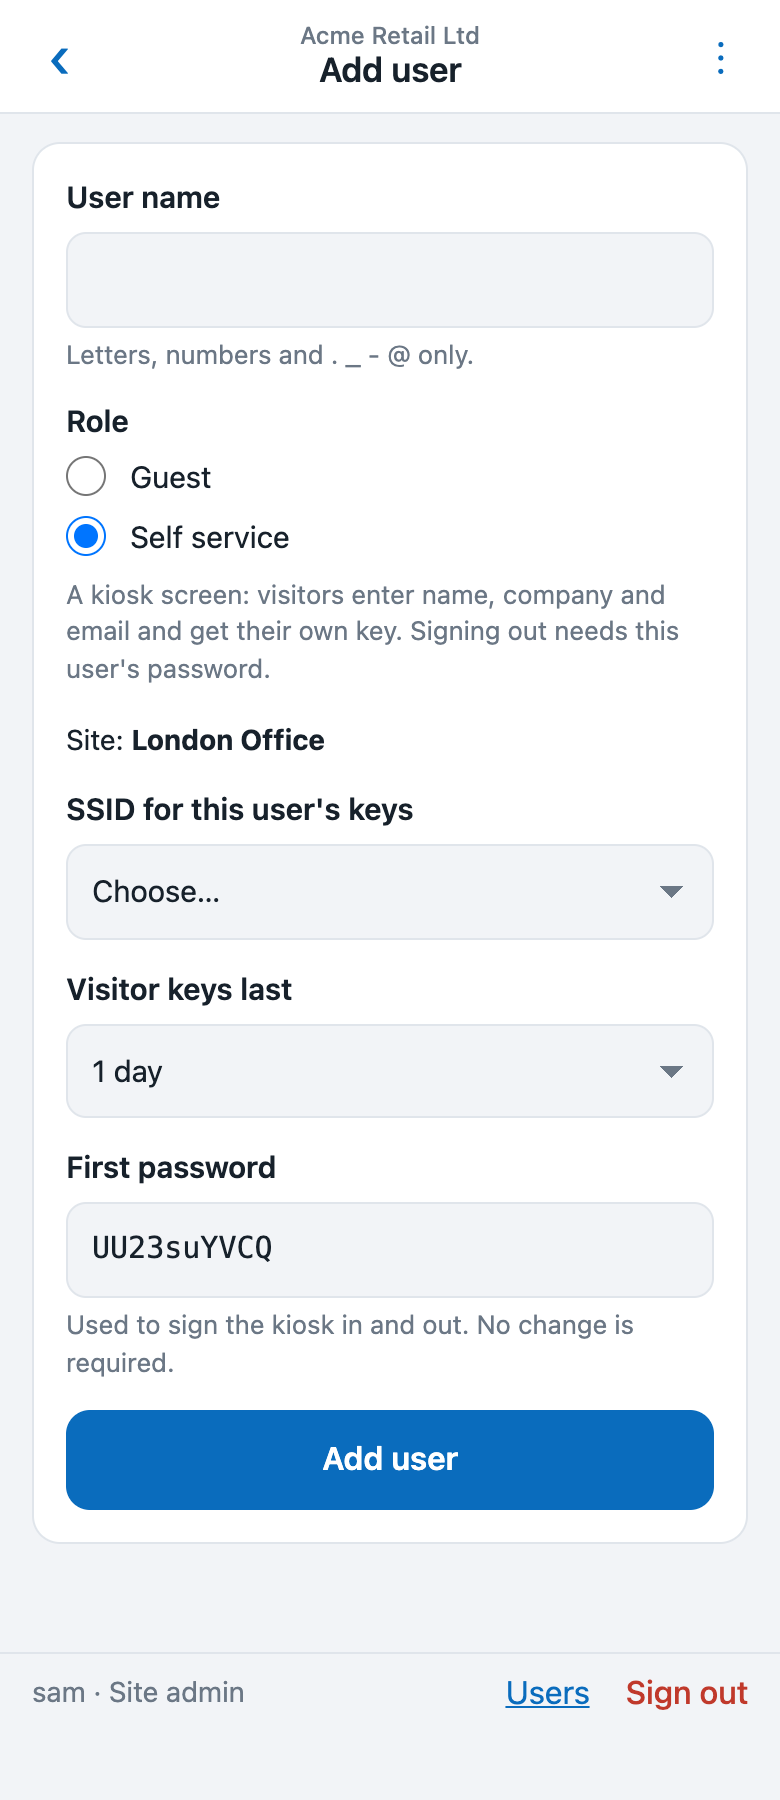 Acme Retail Ltd
Add user
User name
Letters, numbers and . _ - @ only.
Role
Guest
Self service
A kiosk screen: visitors enter name, company and
email and get their own key. Signing out needs this
user's password.
Site: London Office
SSID for this user's keys
Choose...
Visitor keys last
1 day
First password
UU23suYVCQ
Used to sign the kiosk in and out. No change is
required.
Add user
sam · Site admin Users Sign out